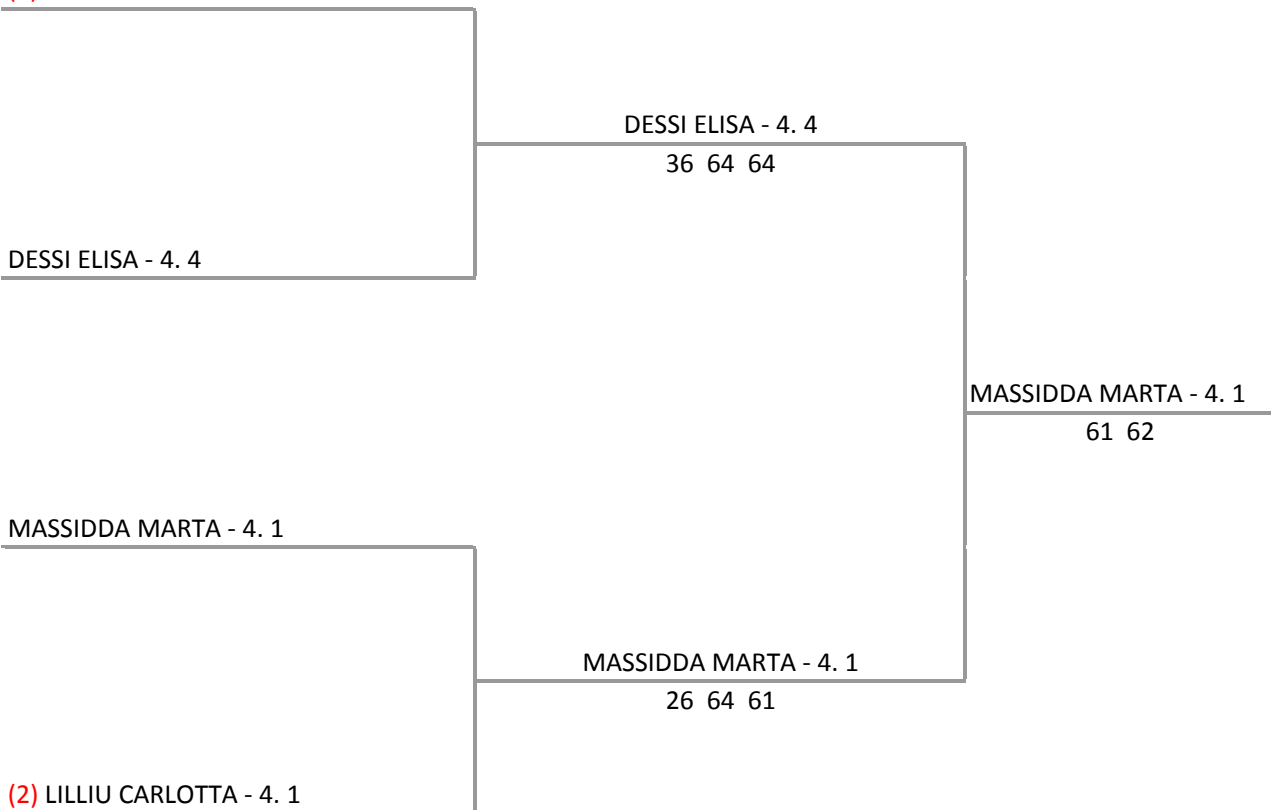 DESSI ELISA - 4. 4
36 64 64
DESSI ELISA - 4. 4
MASSIDDA MARTA - 4. 1
61 62
MASSIDDA MARTA - 4. 1
MASSIDDA MARTA - 4. 1
26 64 61
(2) LILLIU CARLOTTA - 4. 1